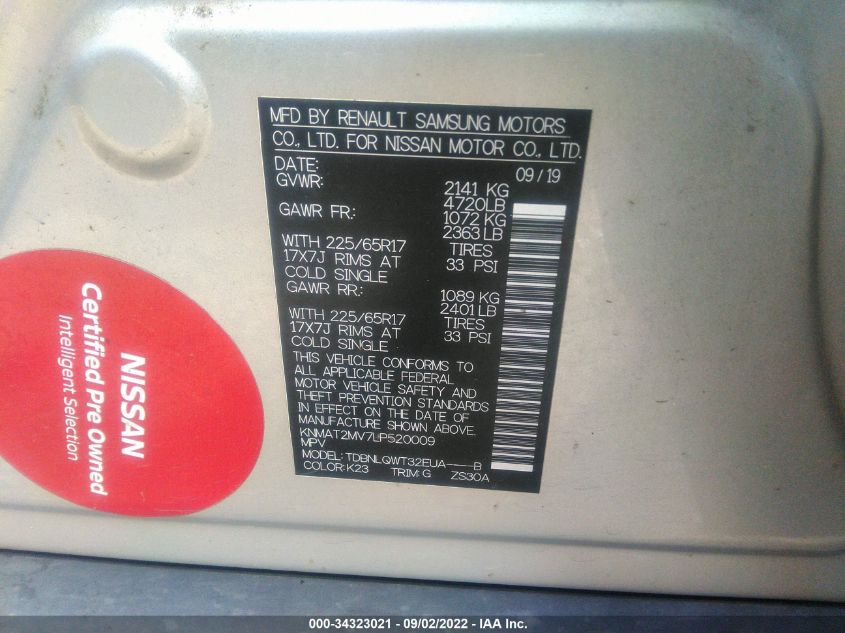 MFD BY RENAULT SAMSUNG MOTORS
CO., LTD. FOR NISSAN MOTOR CO., LTD.
DATE: 09/19
GVWR: 2141 KG
4720LB
GAWR FR.: 1072 KG
2363 LB
WITH 225/65R17 TIRES
17X7J RIMS AT 33 PSI
COLD SINGLE
GAWR RR.: 1089 KG
2401 LB
WITH 225/65R17 TIRES
17X7J RIMS AT 33 PSI
COLD SINGLE
THIS VEHICLE CONFORMS TO
ALL APPLICABLE FEDERAL
MOTOR VEHICLE SAFETY AND
THEFT PREVENTION STANDARDS
IN EFFECT ON THE DATE OF
MANUFACTURE SHOWN ABOVE.
KNMAT2MV7LP520009
MPV
MODEL: TDBNLQWT32EUA----B
COLOR: K23 TRIM: G ZS30A
NISSAN
Certified Pre Owned
Intelligent Selection
000-34323021 - 09/02/2022 - IAA Inc.